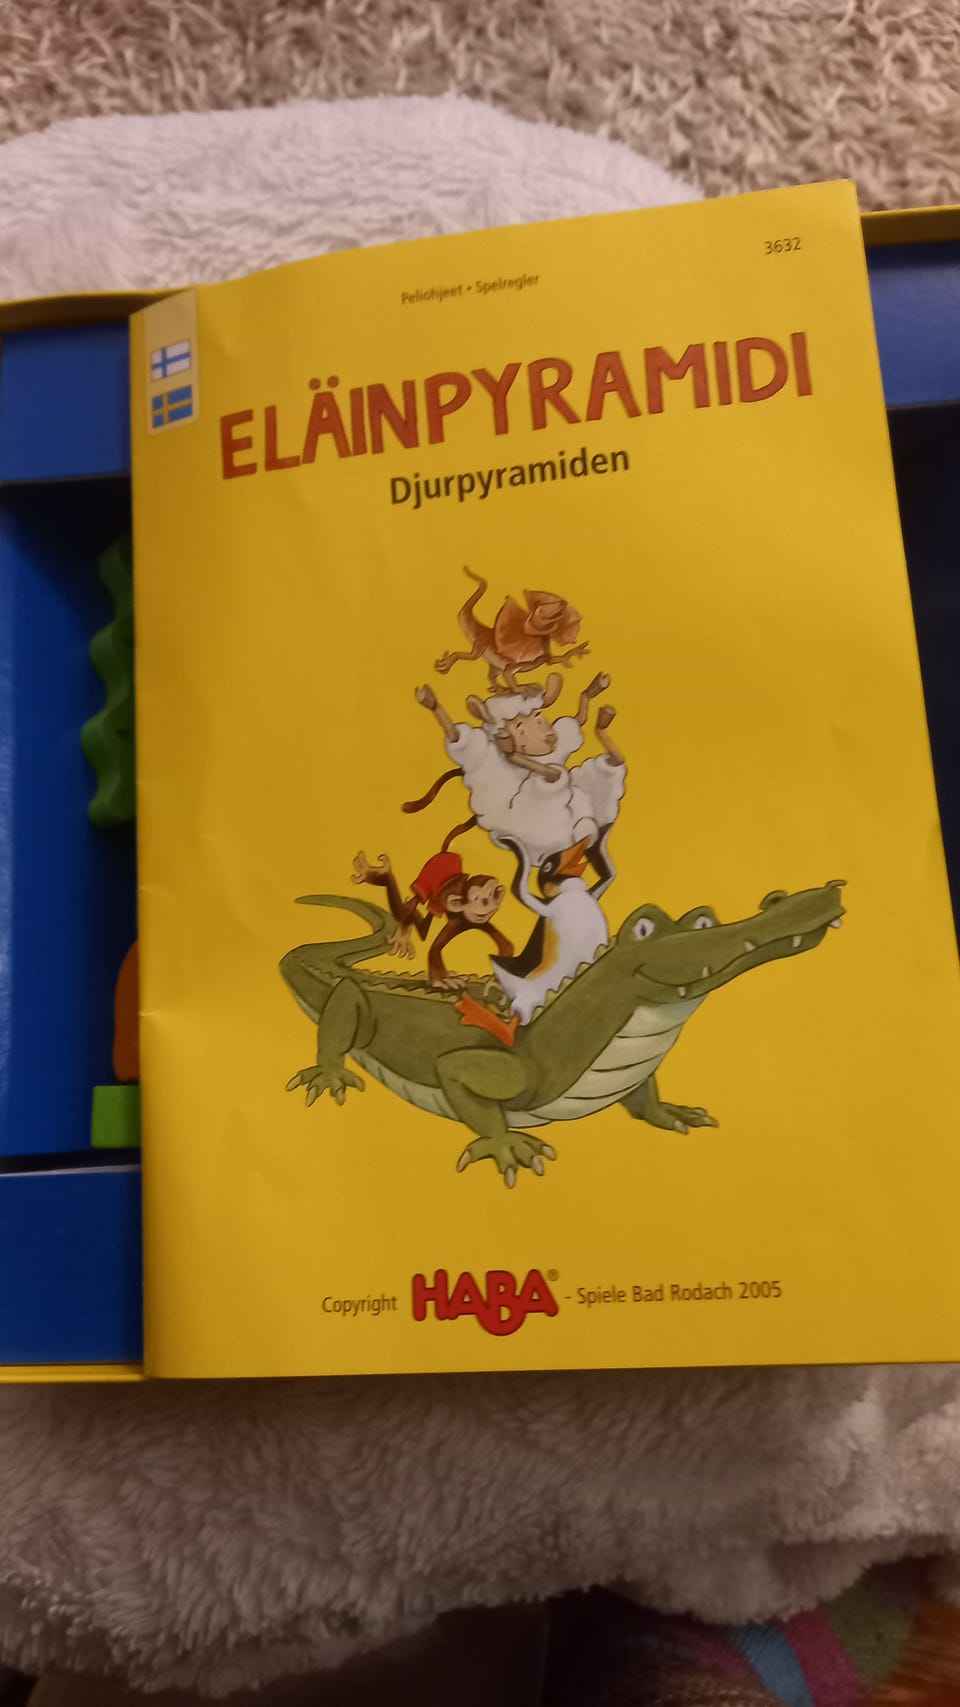 3632
Peliohjeet • Spelregler
ELÄINPYRAMIDI
Djurpyramiden
Copyright HABA® - Spiele Bad Rodach 2005